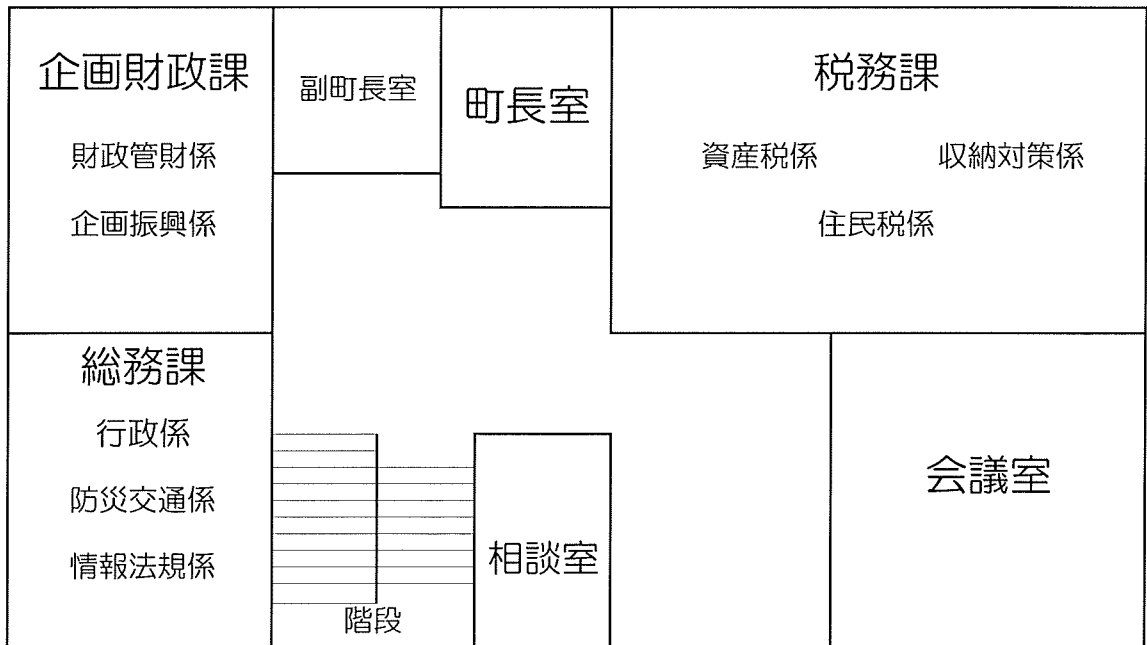 企画財政課
財政管財係
企画振興係
副町長室
町長室
税務課
資産税係 収納対策係
住民税係
総務課
行政係
防災交通係
情報法規係
階段
相談室
会議室